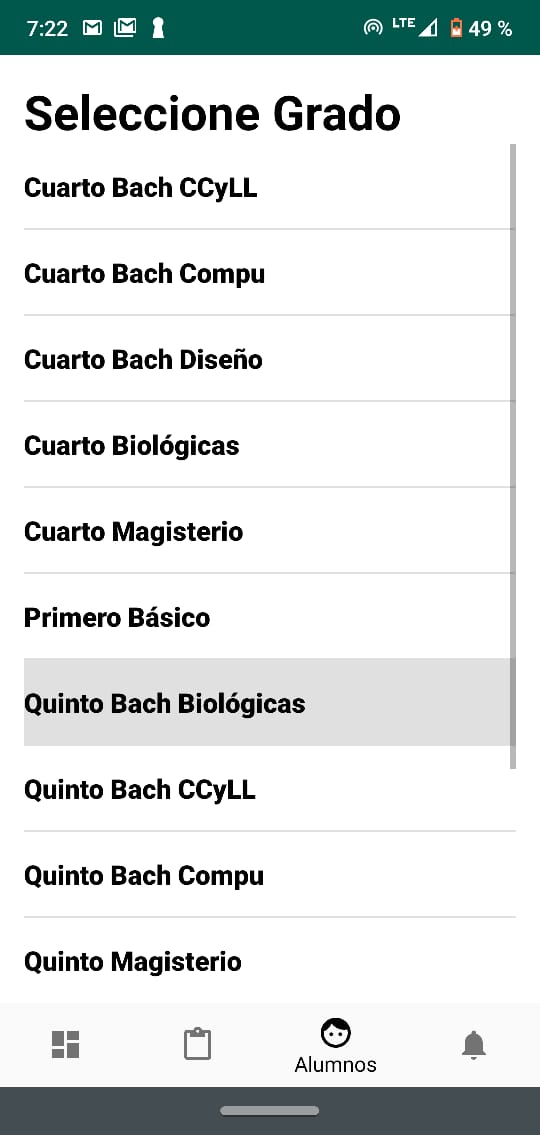 7:22 LTE 49 %
Seleccione Grado
Cuarto Bach CCyLL
Cuarto Bach Compu
Cuarto Bach Diseño
Cuarto Biológicas
Cuarto Magisterio
Primero Básico
Quinto Bach Biológicas
Quinto Bach CCyLL
Quinto Bach Compu
Quinto Magisterio
Alumnos